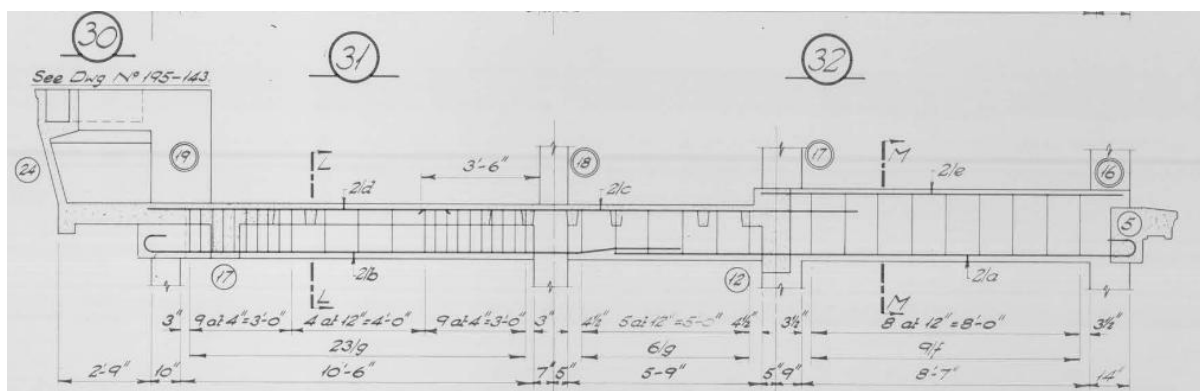 30
31
32
See Dwg Nº 195-143.
24
19
L L
3'-6"
18
17
M M
16
2/d
2/c
2/e
5
17
2/b
12
2/a
L
M
3" 9 at 4"=3'-0" 4 at 12"=4'-0" 9 at 4"=3'-0" 3" 4½" 5 at 12"=5'-0" 4½" 3½" 8 at 12"=8'-0" 3½"
23/g 6/g 9/f
2'-9" 10" 10'-6" 7" 5" 5'-9" 5" 9" 8'-7" 14"